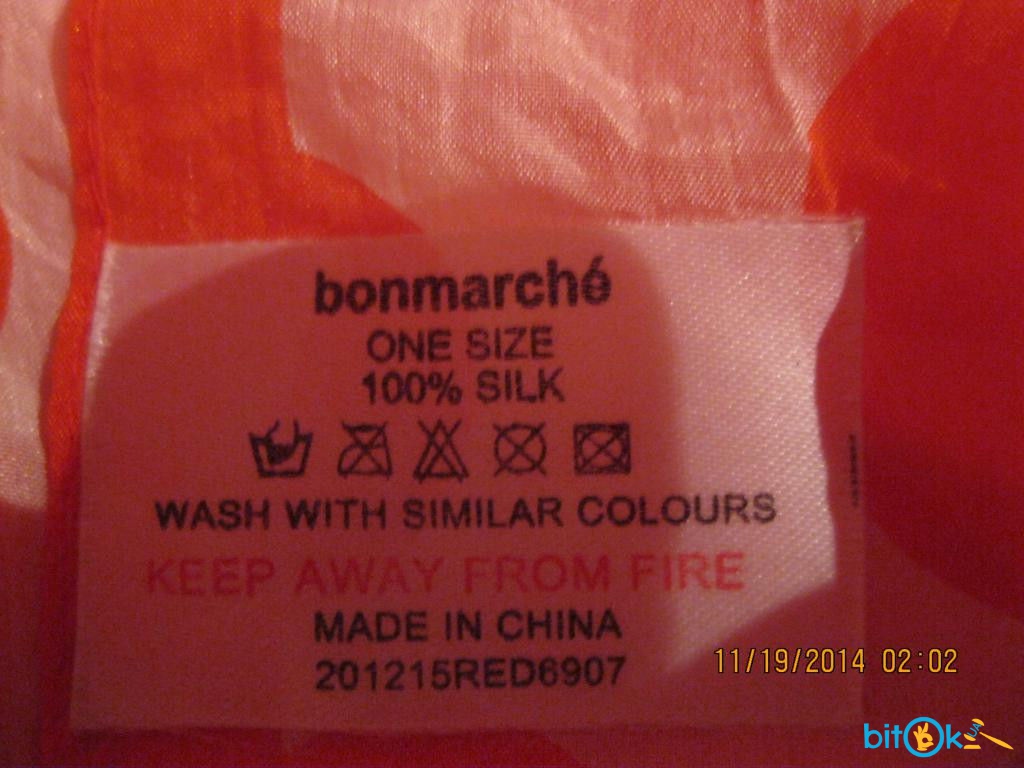 bonmarché
ONE SIZE
100% SILK
WASH WITH SIMILAR COLOURS
KEEP AWAY FROM FIRE
MADE IN CHINA
201215RED6907
11/19/2014 02:02
bitOk UA